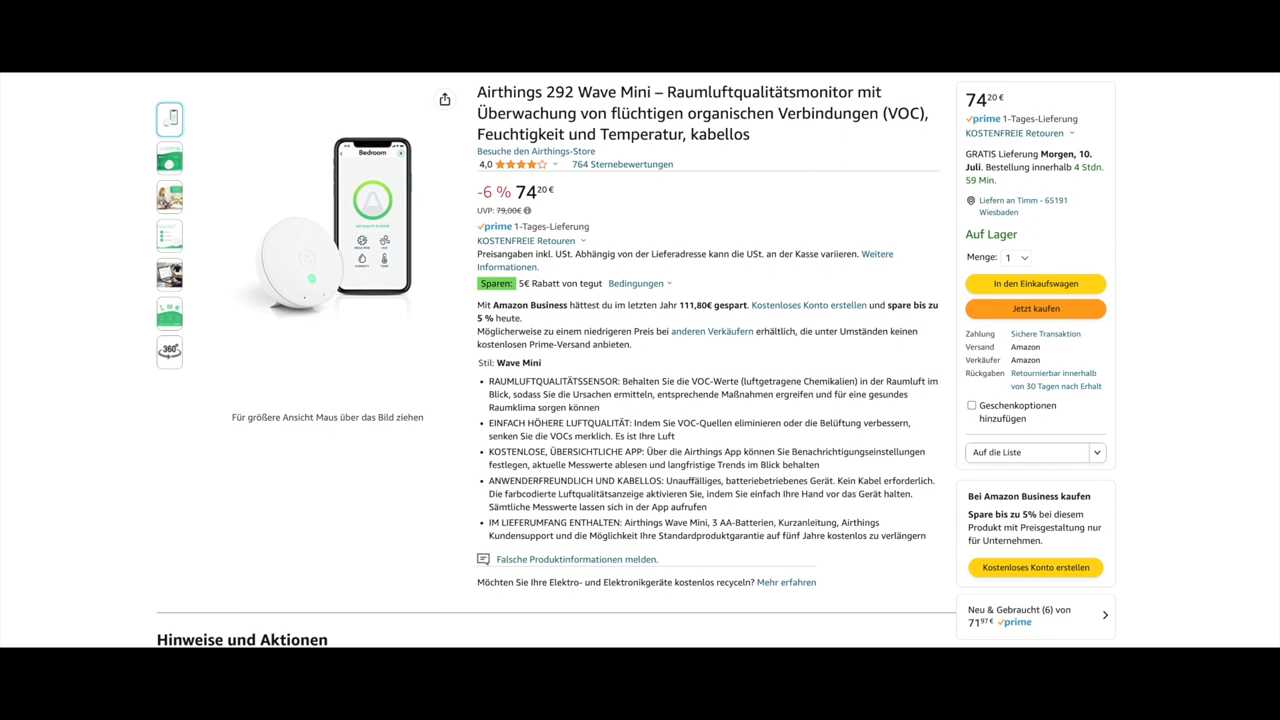 Airthings 292 Wave Mini – Raumluftqualitätsmonitor mit
Überwachung von flüchtigen organischen Verbindungen (VOC),
Feuchtigkeit und Temperatur, kabellos
Besuche den Airthings-Store
4,0 764 Sternebewertungen
-6 % 74 20 €
UVP: 79,00€
prime 1-Tages-Lieferung
KOSTENFREIE Retouren
Preisangaben inkl. USt. Abhängig von der Lieferadresse kann die USt. an der Kasse variieren. Weitere
Informationen.
Sparen: 5€ Rabatt von tegut Bedingungen
Mit Amazon Business hättest du im letzten Jahr 111,80€ gespart. Kostenloses Konto erstellen und spare bis zu
5 % heute.
Möglicherweise zu einem niedrigeren Preis bei anderen Verkäufern erhältlich, die unter Umständen keinen
kostenlosen Prime-Versand anbieten.
Stil: Wave Mini
• RAUMLUFTQUALITÄTSSENSOR: Behalten Sie die VOC-Werte (luftgetragene Chemikalien) in der Raumluft im
Blick, sodass Sie die Ursachen ermitteln, entsprechende Maßnahmen ergreifen und für eine gesundes
Raumklima sorgen können
• EINFACH HÖHERE LUFTQUALITÄT: Indem Sie VOC-Quellen eliminieren oder die Belüftung verbessern,
senken Sie die VOCs merklich. Es ist Ihre Luft
• KOSTENLOSE, ÜBERSICHTLICHE APP: Über die Airthings App können Sie Benachrichtigungseinstellungen
festlegen, aktuelle Messwerte ablesen und langfristige Trends im Blick behalten
• ANWENDERFREUNDLICH UND KABELLOS: Unauffälliges, batteriebetriebenes Gerät. Kein Kabel erforderlich.
Die farbcodierte Luftqualitätsanzeige aktivieren Sie, indem Sie einfach Ihre Hand vor das Gerät halten.
Sämtliche Messwerte lassen sich in der App aufrufen
• IM LIEFERUMFANG ENTHALTEN: Airthings Wave Mini, 3 AA-Batterien, Kurzanleitung, Airthings
Kundensupport und die Möglichkeit Ihre Standardproduktgarantie auf fünf Jahre kostenlos zu verlängern
Falsche Produktinformationen melden.
Möchten Sie Ihre Elektro- und Elektronikgeräte kostenlos recyceln? Mehr erfahren
Bedroom
HUMIDITY
TEMP
360°
Für größere Ansicht Maus über das Bild ziehen
74 20 €
prime 1-Tages-Lieferung
KOSTENFREIE Retouren
GRATIS Lieferung Morgen, 10.
Juli. Bestellung innerhalb 4 Stdn.
59 Min.
Liefern an Timm - 65191
Wiesbaden
Auf Lager
Menge: 1
In den Einkaufswagen
Jetzt kaufen
Zahlung Sichere Transaktion
Versand Amazon
Verkäufer Amazon
Rückgaben Retournierbar innerhalb
von 30 Tagen nach Erhalt
Geschenkoptionen
hinzufügen
Auf die Liste
Bei Amazon Business kaufen
Spare bis zu 5% bei diesem
Produkt mit Preisgestaltung nur
für Unternehmen.
Kostenloses Konto erstellen
Neu & Gebraucht (6) von
71 97 € prime
Hinweise und Aktionen